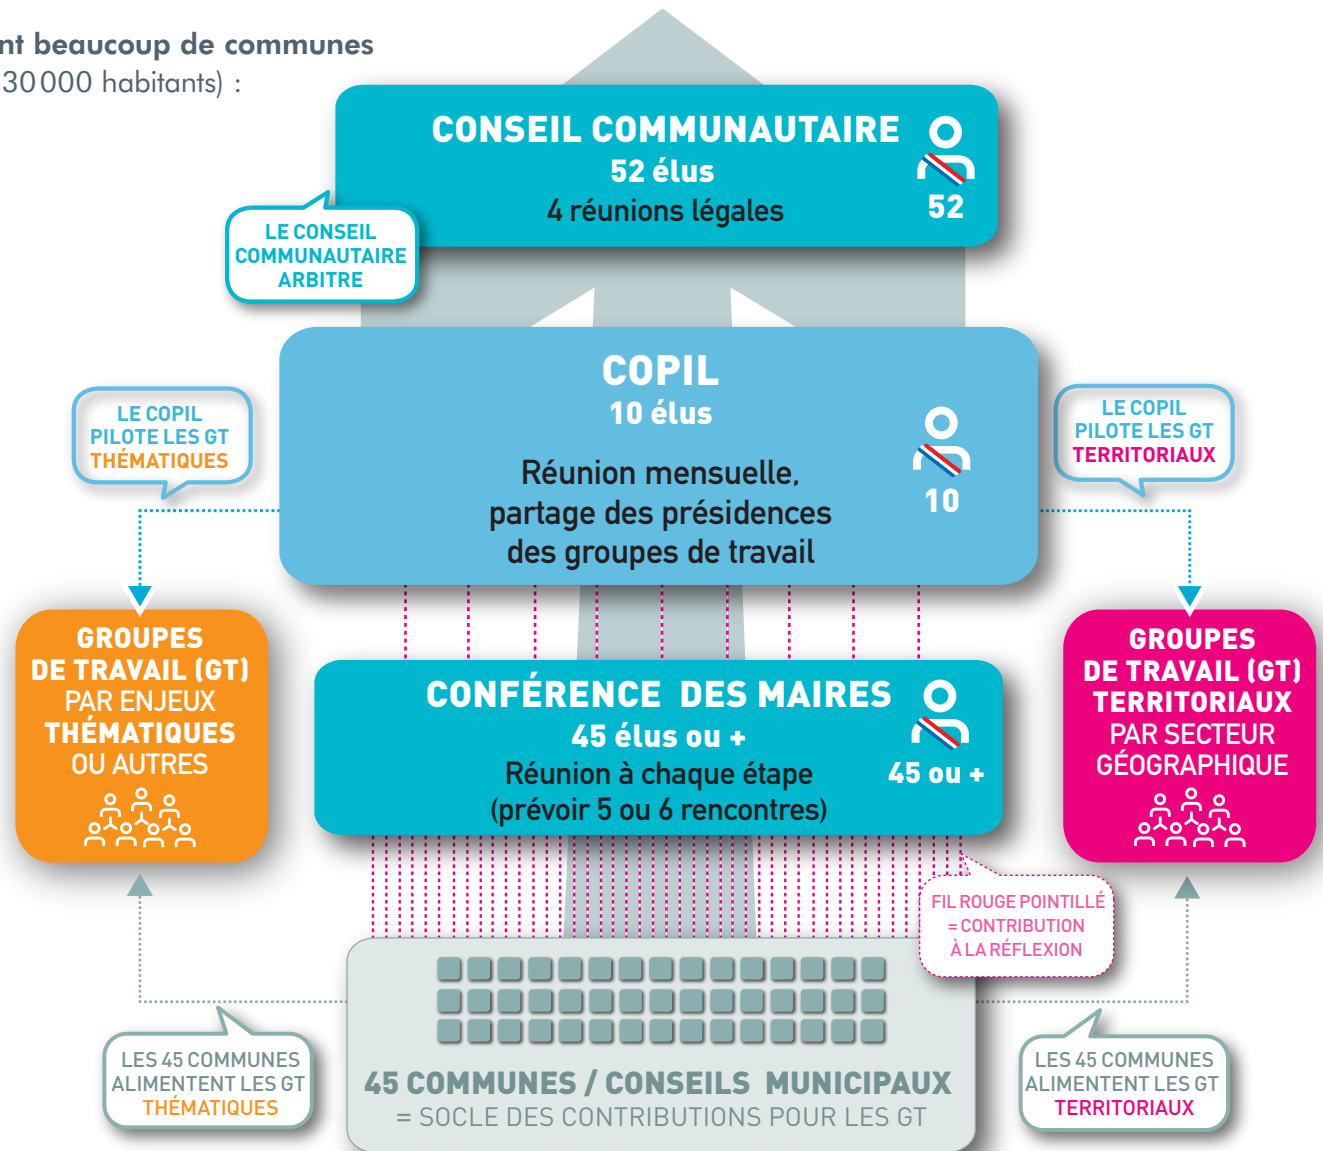 nt beaucoup de communes
30 000 habitants) :
CONSEIL COMMUNAUTAIRE
52 élus
4 réunions légales
52
LE CONSEIL
COMMUNAUTAIRE
ARBITRE
COPIL
10 élus
Réunion mensuelle,
partage des présidences
des groupes de travail
10
LE COPIL
PILOTE LES GT
THÉMATIQUES
LE COPIL
PILOTE LES GT
TERRITORIAUX
GROUPES
DE TRAVAIL (GT)
PAR ENJEUX
THÉMATIQUES
OU AUTRES
CONFÉRENCE DES MAIRES
45 élus ou +
Réunion à chaque étape
(prévoir 5 ou 6 rencontres)
45 ou +
GROUPES
DE TRAVAIL (GT)
TERRITORIAUX
PAR SECTEUR
GÉOGRAPHIQUE
FIL ROUGE POINTILLÉ
= CONTRIBUTION
À LA RÉFLEXION
45 COMMUNES / CONSEILS MUNICIPAUX
= SOCLE DES CONTRIBUTIONS POUR LES GT
LES 45 COMMUNES
ALIMENTENT LES GT
THÉMATIQUES
LES 45 COMMUNES
ALIMENTENT LES GT
TERRITORIAUX